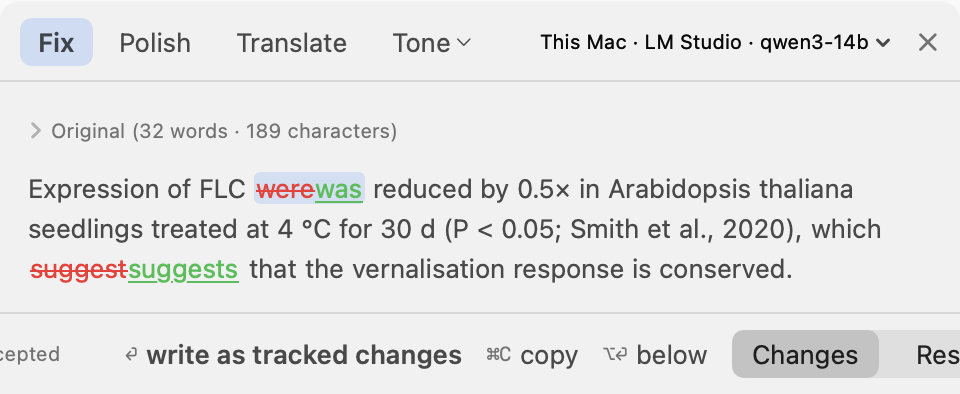 Fix Polish Translate Tone This Mac · LM Studio · qwen3-14b
Original (32 words · 189 characters)
Expression of FLC werewas reduced by 0.5× in Arabidopsis thaliana
seedlings treated at 4 °C for 30 d (P < 0.05; Smith et al., 2020), which
suggestsuggests that the vernalisation response is conserved.
cepted ⏎ write as tracked changes ⌘C copy ⌥⏎ below Changes Res